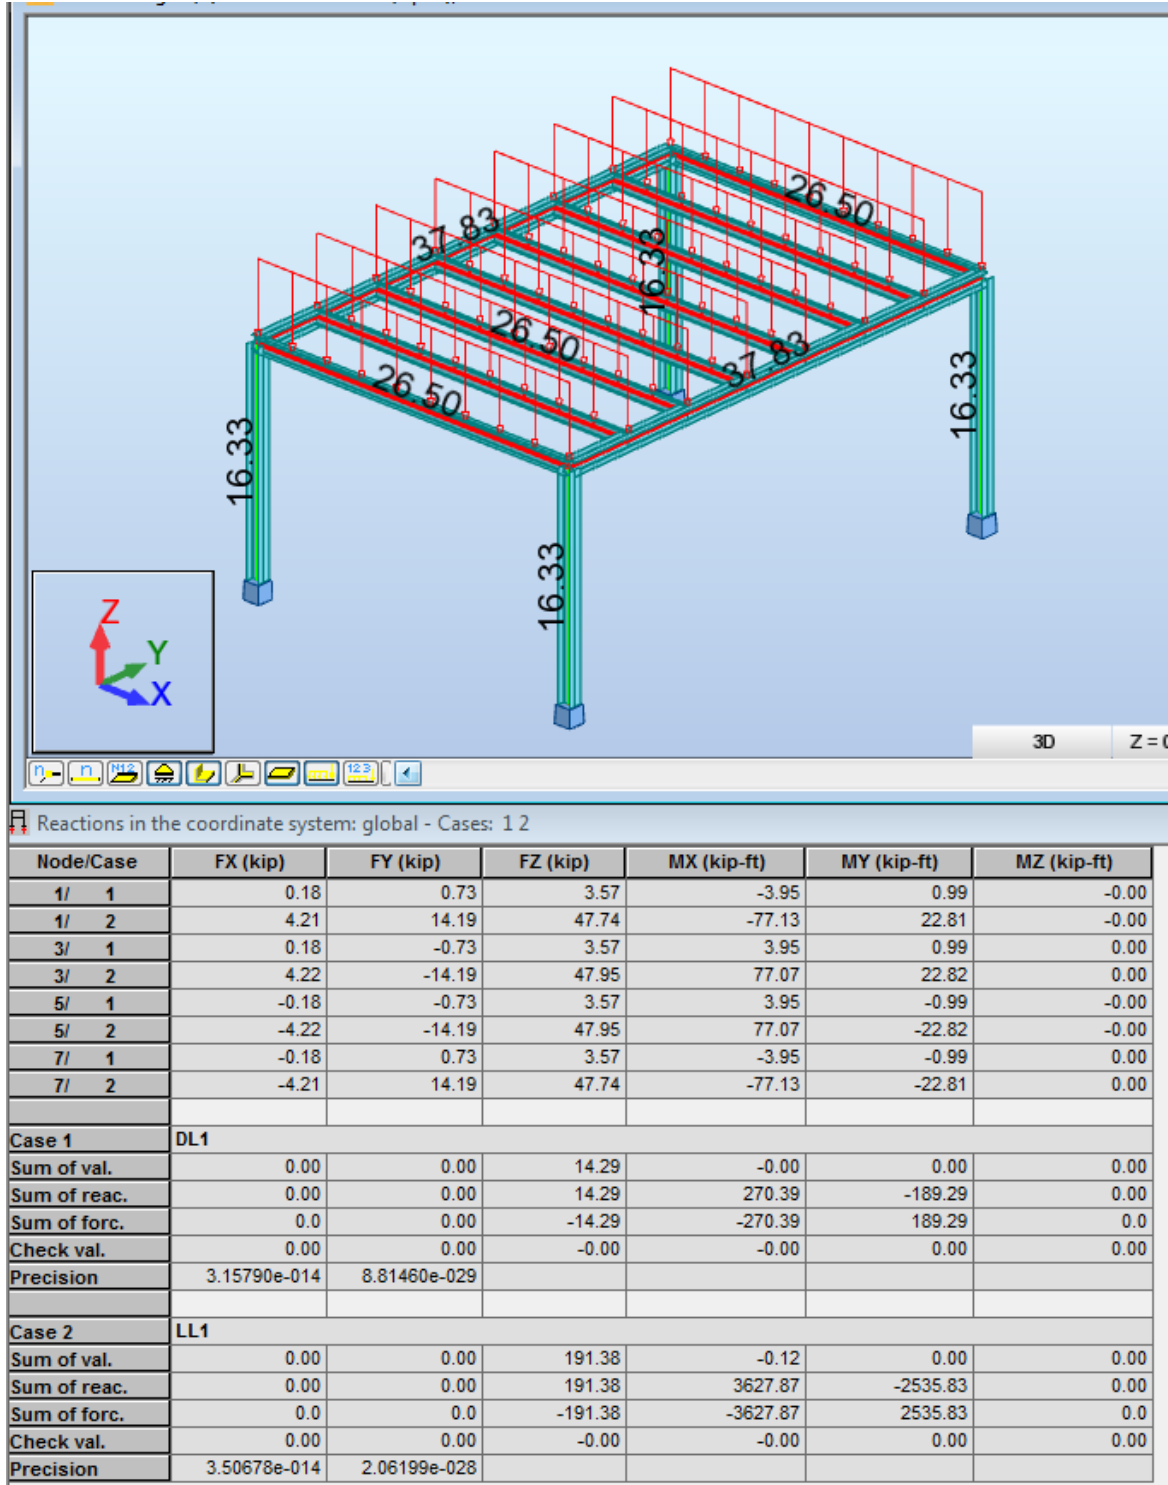 26.50
37.83
16.33
26.50
37.83
26.50
16.33
16.33
16.33
Z
Y
X
3D Z = 0
Reactions in the coordinate system: global - Cases: 1 2
Node/Case FX (kip) FY (kip) FZ (kip) MX (kip-ft) MY (kip-ft) MZ (kip-ft)
1/ 1 0.18 0.73 3.57 -3.95 0.99 -0.00
1/ 2 4.21 14.19 47.74 -77.13 22.81 -0.00
3/ 1 0.18 -0.73 3.57 3.95 0.99 0.00
3/ 2 4.22 -14.19 47.95 77.07 22.82 0.00
5/ 1 -0.18 -0.73 3.57 3.95 -0.99 -0.00
5/ 2 -4.22 -14.19 47.95 77.07 -22.82 -0.00
7/ 1 -0.18 0.73 3.57 -3.95 -0.99 0.00
7/ 2 -4.21 14.19 47.74 -77.13 -22.81 0.00
Case 1 DL1
Sum of val. 0.00 0.00 14.29 -0.00 0.00 0.00
Sum of reac. 0.00 0.00 14.29 270.39 -189.29 0.00
Sum of forc. 0.0 0.00 -14.29 -270.39 189.29 0.0
Check val. 0.00 0.00 -0.00 -0.00 0.00 0.00
Precision 3.15790e-014 8.81460e-029
Case 2 LL1
Sum of val. 0.00 0.00 191.38 -0.12 0.00 0.00
Sum of reac. 0.00 0.00 191.38 3627.87 -2535.83 0.00
Sum of forc. 0.0 0.0 -191.38 -3627.87 2535.83 0.0
Check val. 0.00 0.00 -0.00 -0.00 0.00 0.00
Precision 3.50678e-014 2.06199e-028